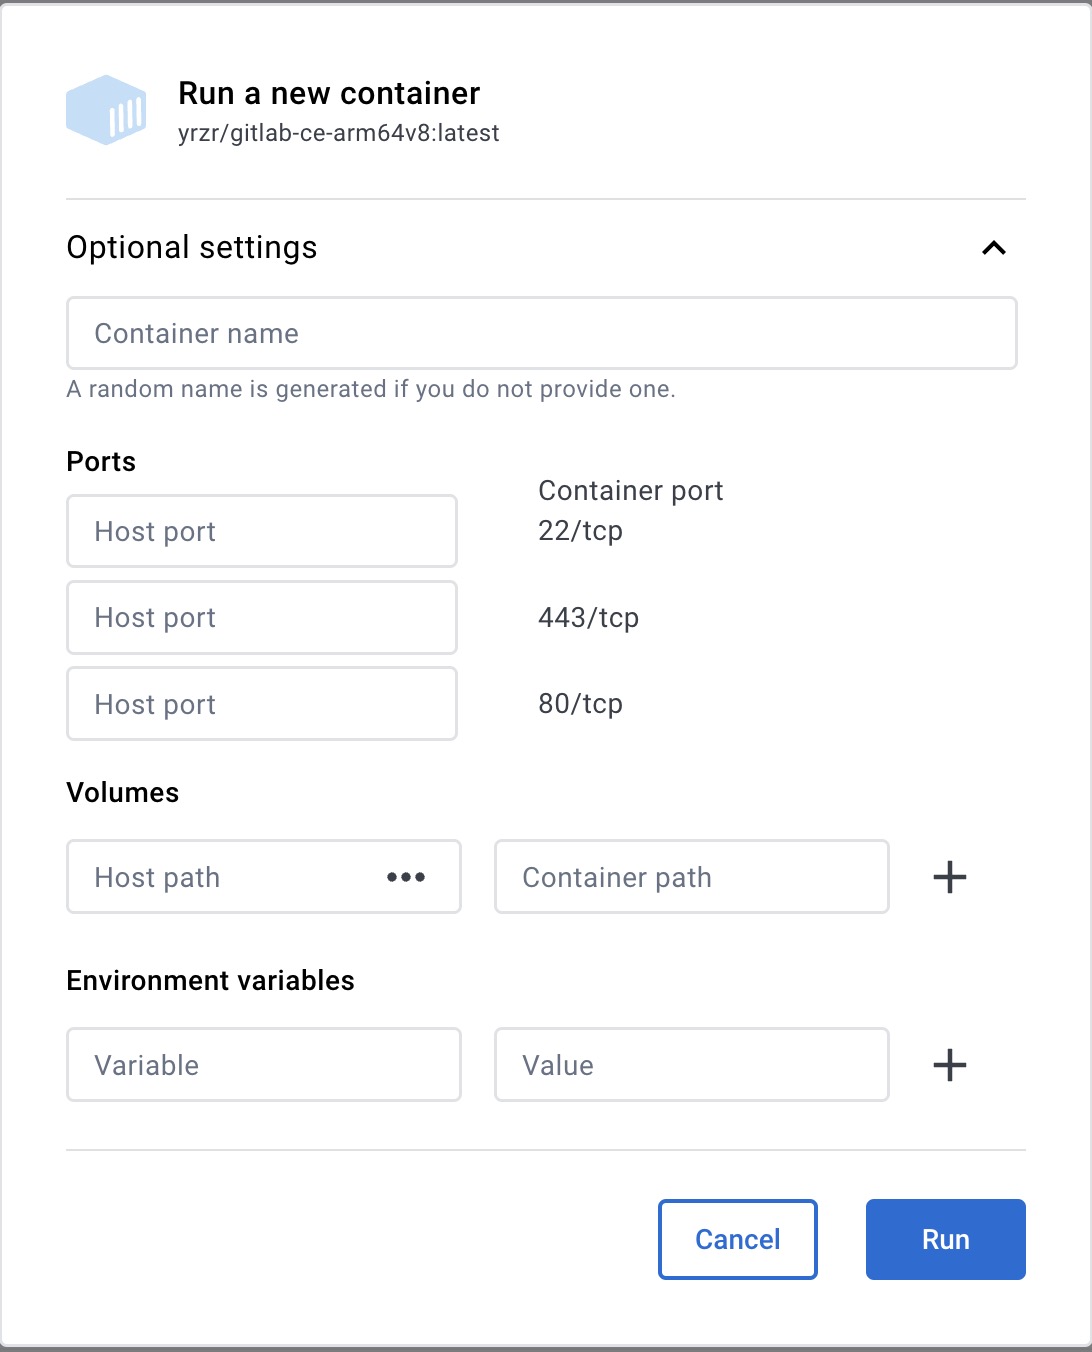 Run a new container
yrzr/gitlab-ce-arm64v8:latest
Optional settings
Container name
A random name is generated if you do not provide one.
Ports
Container port
Host port
22/tcp
Host port
443/tcp
Host port
80/tcp
Volumes
Host path
Container path
Environment variables
Variable
Value
Cancel
Run